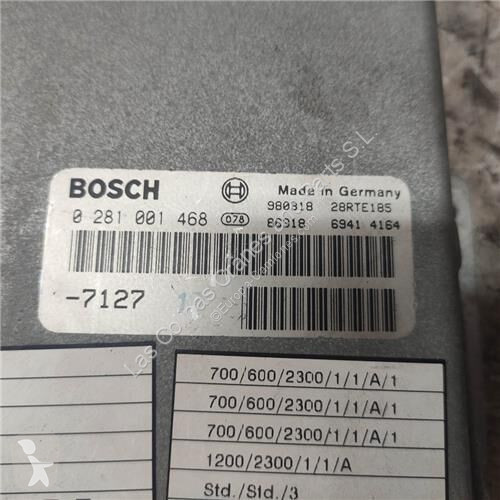 BOSCH
Made in Germany
0 281 001 468 078
980318 28RTE185
86918 6941 4164
-7127 1
700/600/2300/1/1/A/1
700/600/2300/1/1/A/1
700/600/2300/1/1/A/1
1200/2300/1/1/A
Std./Std./3